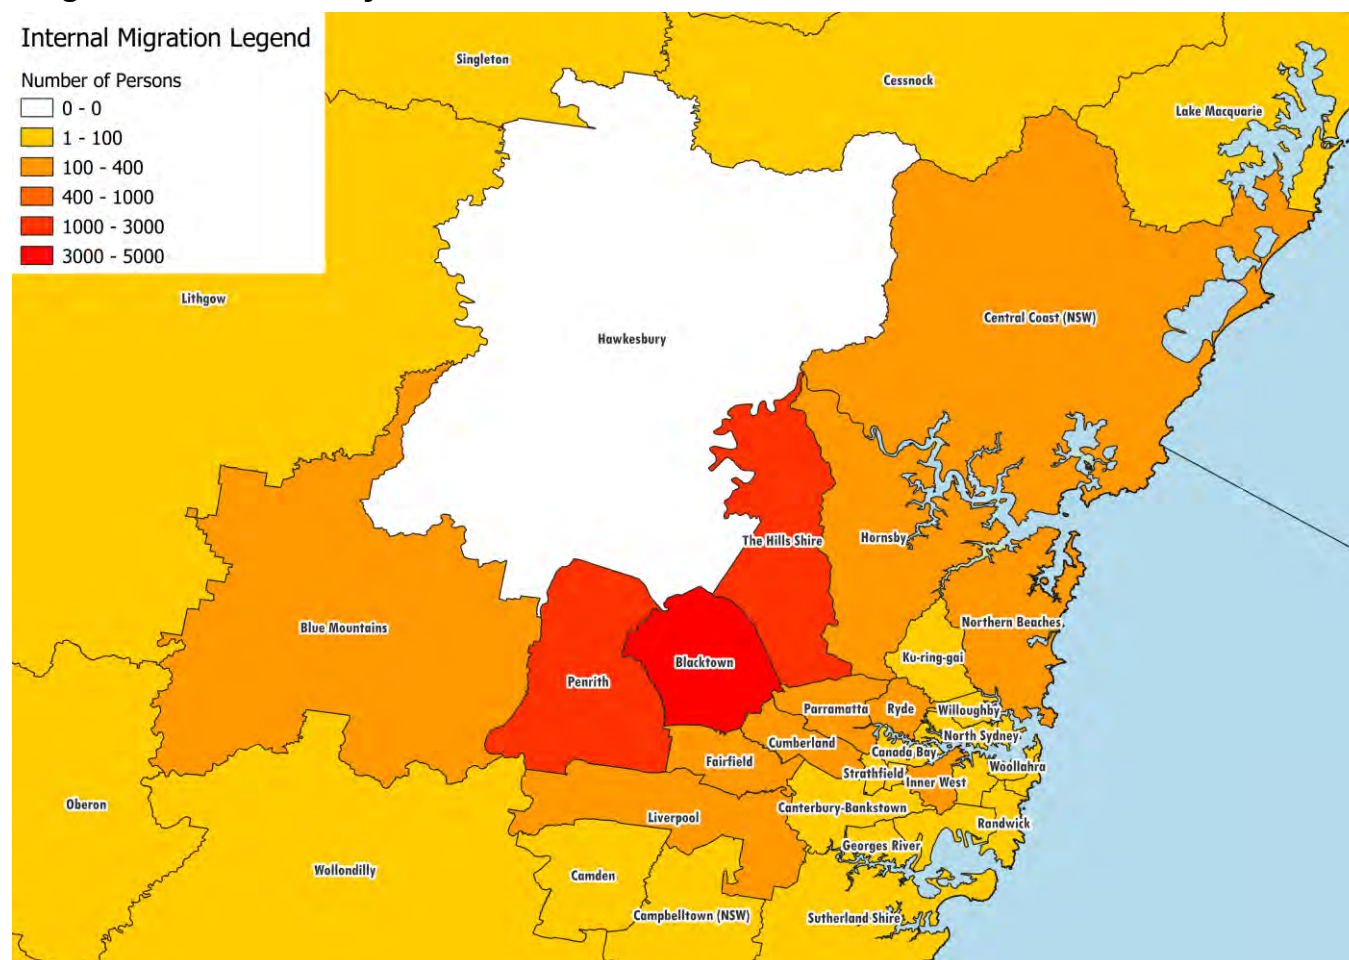 Internal Migration Legend
Number of Persons
0 - 0
1 - 100
100 - 400
400 - 1000
1000 - 3000
3000 - 5000
Singleton
Cessnock
Lake Macquarie
Lithgow
Central Coast (NSW)
Hawkesbury
Hornsby
The Hills Shire
Northern Beaches
Blue Mountains
Ku-ring-gai
Blacktown
Penrith
Parramatta
Ryde
Willoughby
North Sydney
Cumberland
Canada Bay
Fairfield
Woollahra
Strathfield
Inner West
Oberon
Canterbury-Bankstown
Liverpool
Randwick
Georges River
Wollondilly
Camden
Campbelltown (NSW)
Sutherland Shire